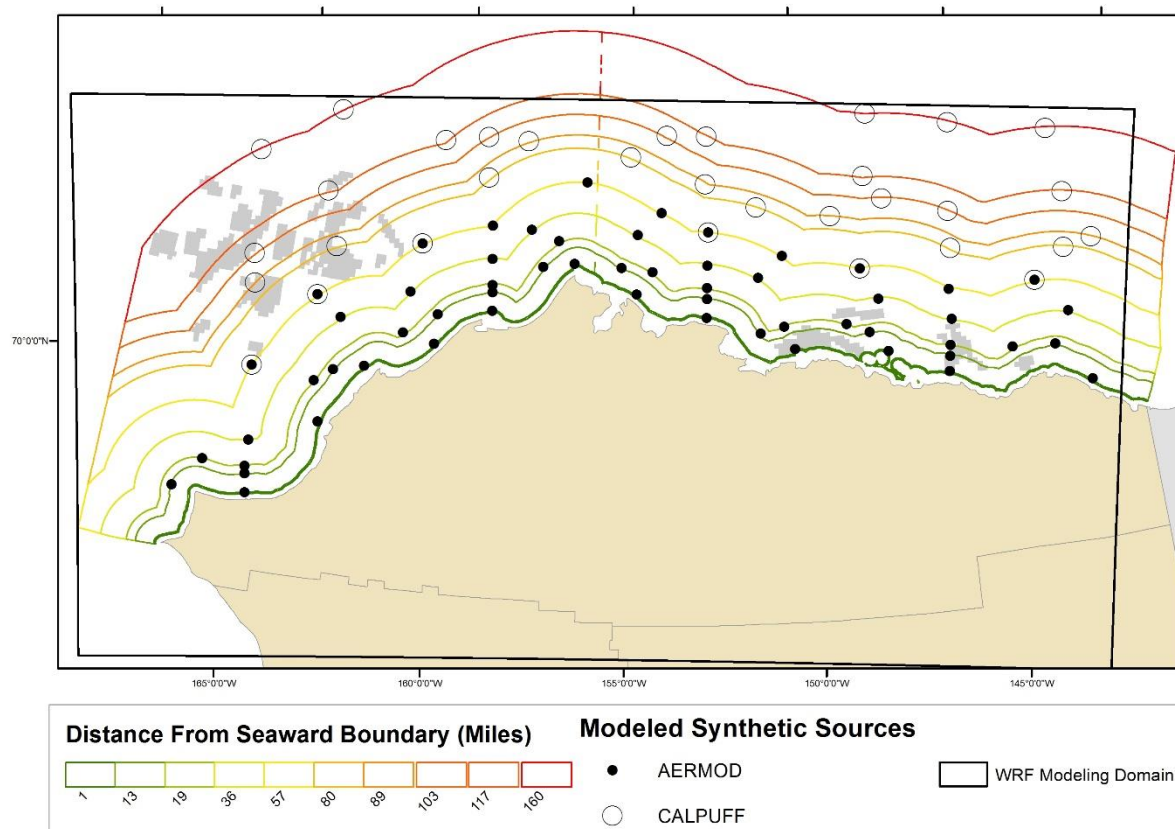 70°0'0"N
165°0'0"W 160°0'0"W 155°0'0"W 150°0'0"W 145°0'0"W
Distance From Seaward Boundary (Miles)
1 13 19 36 57 80 89 103 117 160
Modeled Synthetic Sources
AERMOD
CALPUFF
WRF Modeling Domain